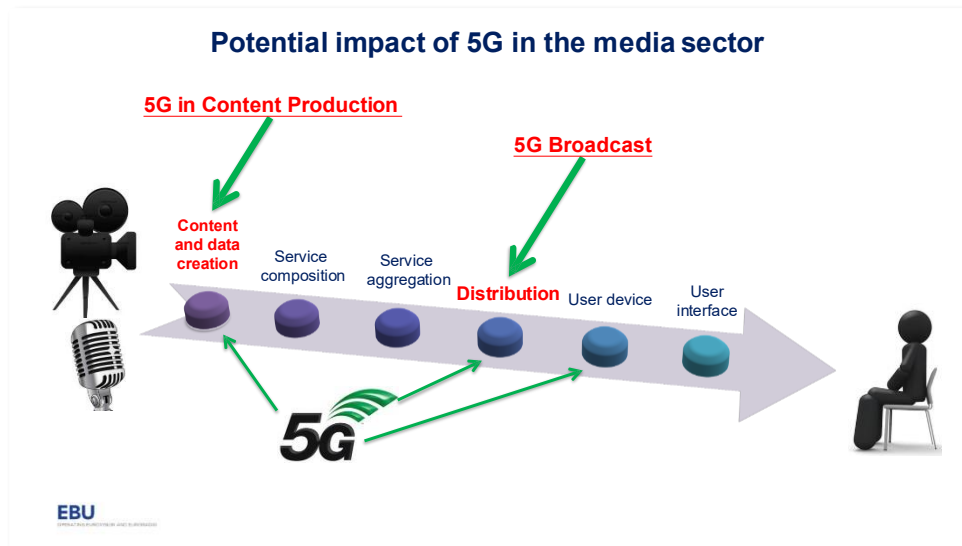 Potential impact of 5G in the media sector
5G in Content Production
5G Broadcast
Content
and data
creation
Service
composition
Service
aggregation
Distribution
User device
User
interface
5G
EBU